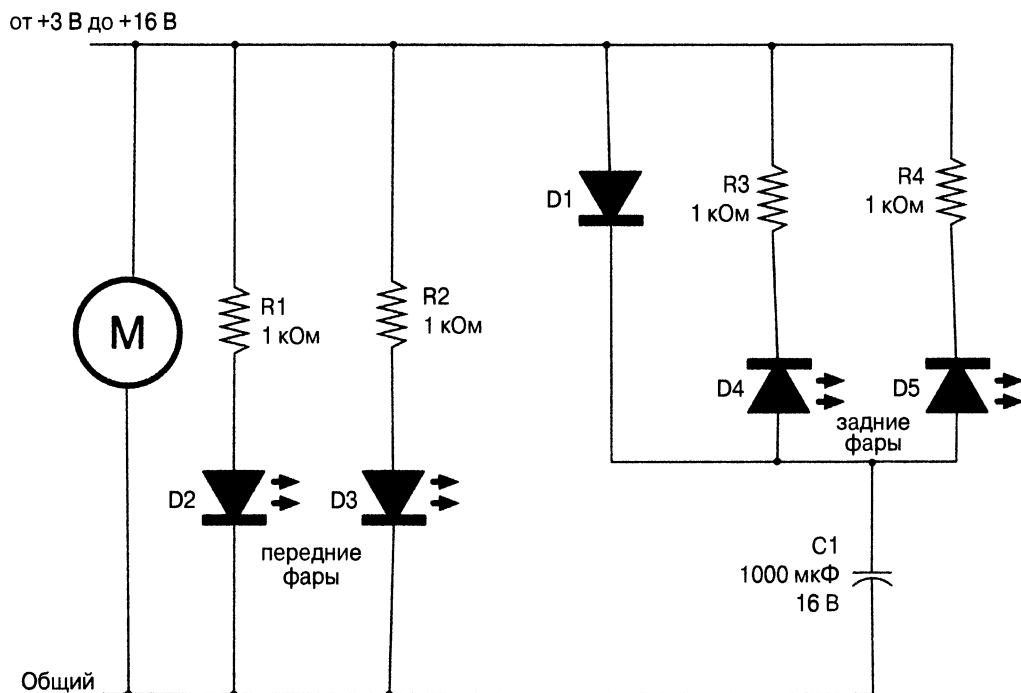 от +3 В до +16 В
D1
R3
1 кОм
R4
1 кОм
М
R1
1 кОм
R2
1 кОм
D4
D5
задние
фары
D2
D3
передние
фары
C1
1000 мкФ
16 В
Общий